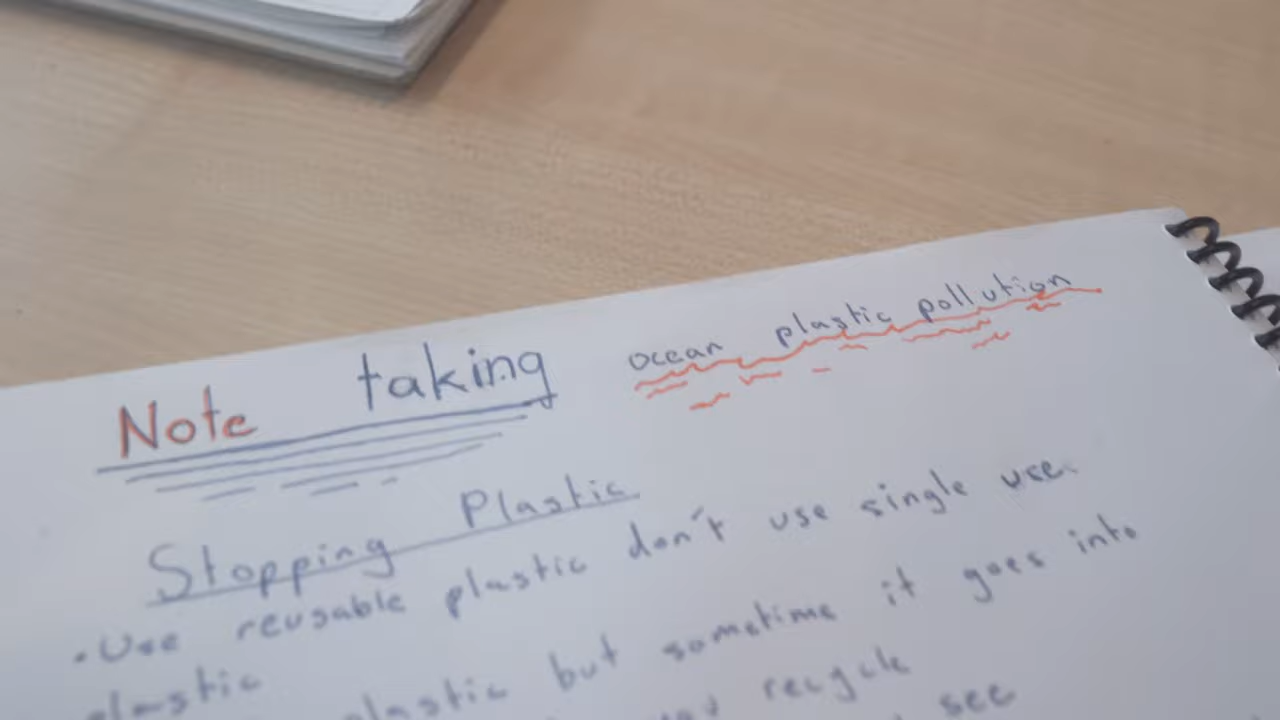 Note taking ocean plastic pollution
Stopping Plastic
• Use reusable plastic don't use single use
plastic
plastic but sometime it goes into
you recycle
see